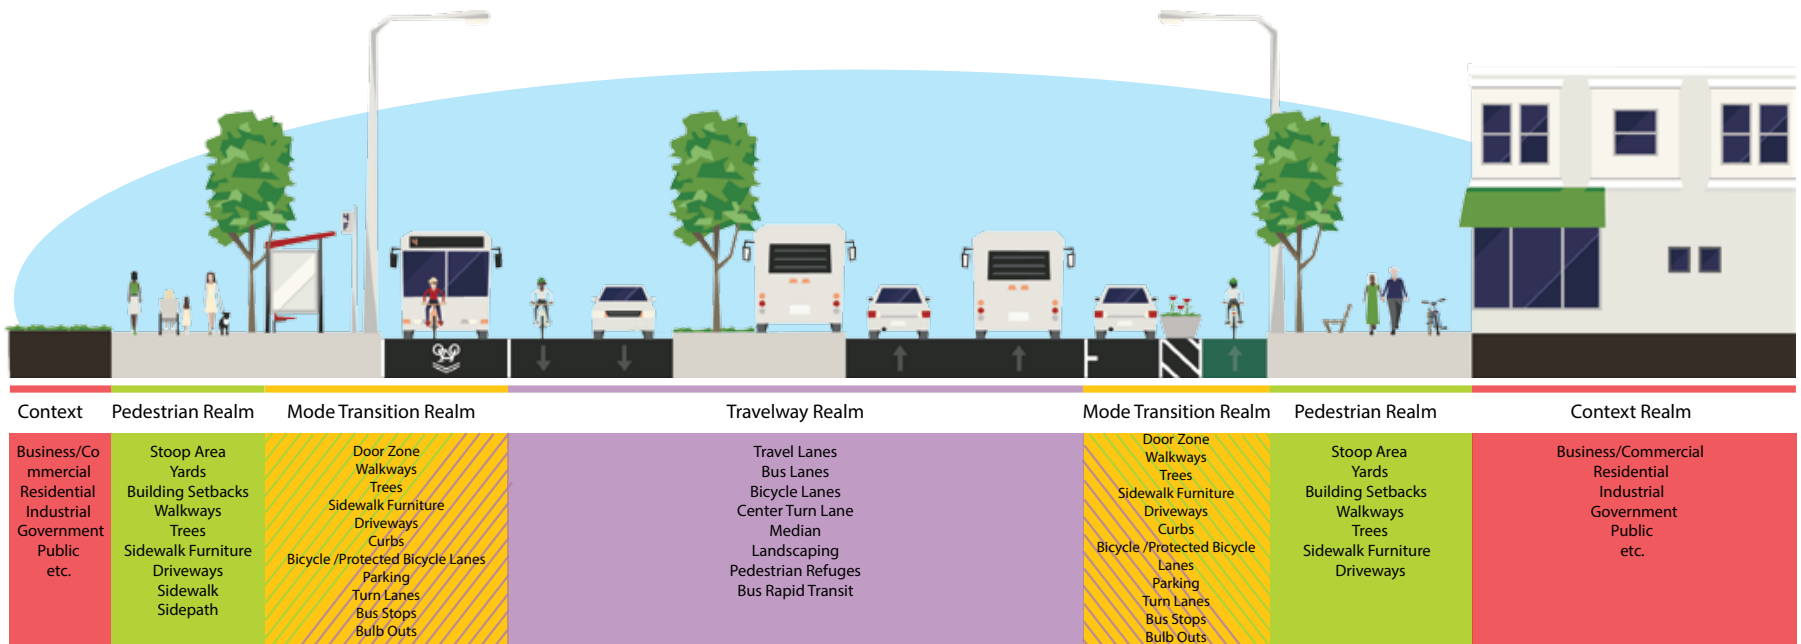 4
4
Context
Pedestrian Realm
Mode Transition Realm
Travelway Realm
Mode Transition Realm
Pedestrian Realm
Context Realm
Business/Co
mmercial
Residential
Industrial
Government
Public
etc.
Stoop Area
Yards
Building Setbacks
Walkways
Trees
Sidewalk Furniture
Driveways
Sidewalk
Sidepath
Door Zone
Walkways
Trees
Sidewalk Furniture
Driveways
Curbs
Bicycle /Protected Bicycle Lanes
Parking
Turn Lanes
Bus Stops
Bulb Outs
Travel Lanes
Bus Lanes
Bicycle Lanes
Center Turn Lane
Median
Landscaping
Pedestrian Refuges
Bus Rapid Transit
Door Zone
Walkways
Trees
Sidewalk Furniture
Driveways
Curbs
Bicycle /Protected Bicycle
Lanes
Parking
Turn Lanes
Bus Stops
Bulb Outs
Stoop Area
Yards
Building Setbacks
Walkways
Trees
Sidewalk Furniture
Driveways
Business/Commercial
Residential
Industrial
Government
Public
etc.